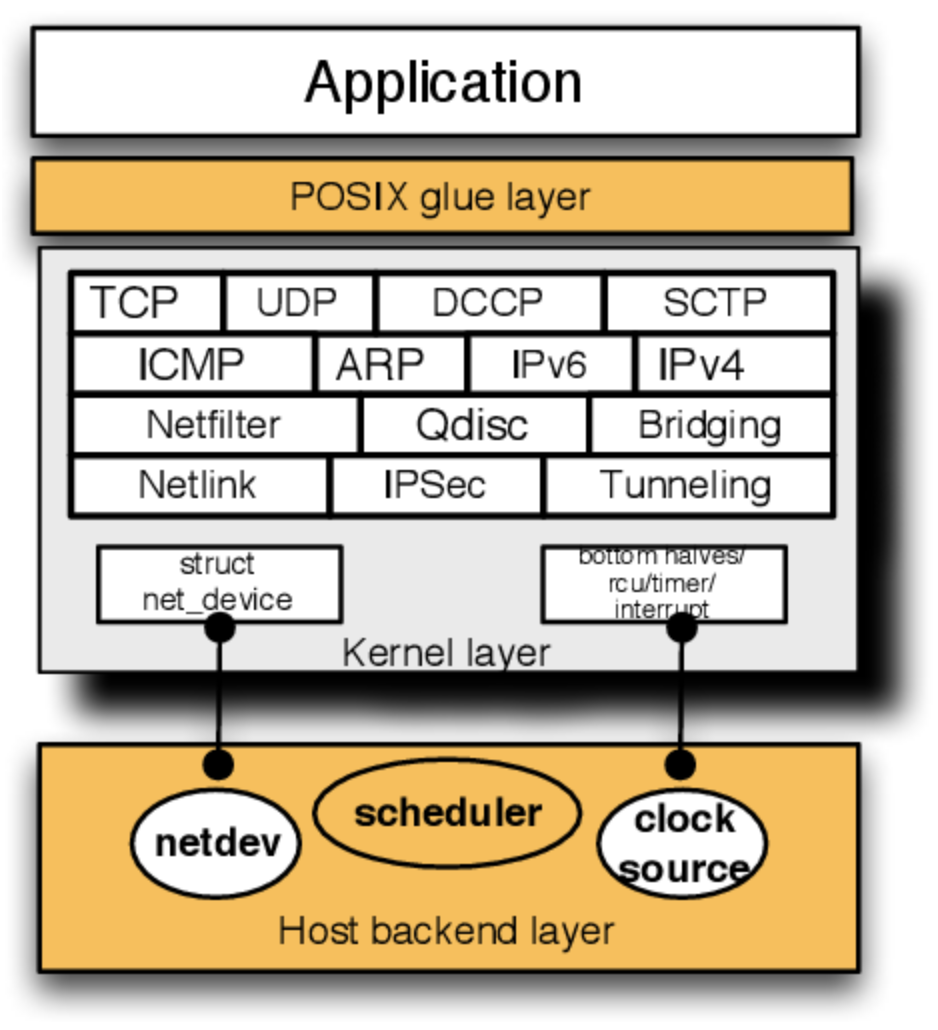 Application
POSIX glue layer
TCP UDP DCCP SCTP
ICMP ARP IPv6 IPv4
Netfilter Qdisc Bridging
Netlink IPSec Tunneling
struct
net_device
bottom halves/
rcu/timer/
interrupt
Kernel layer
netdev
scheduler
clock
source
Host backend layer